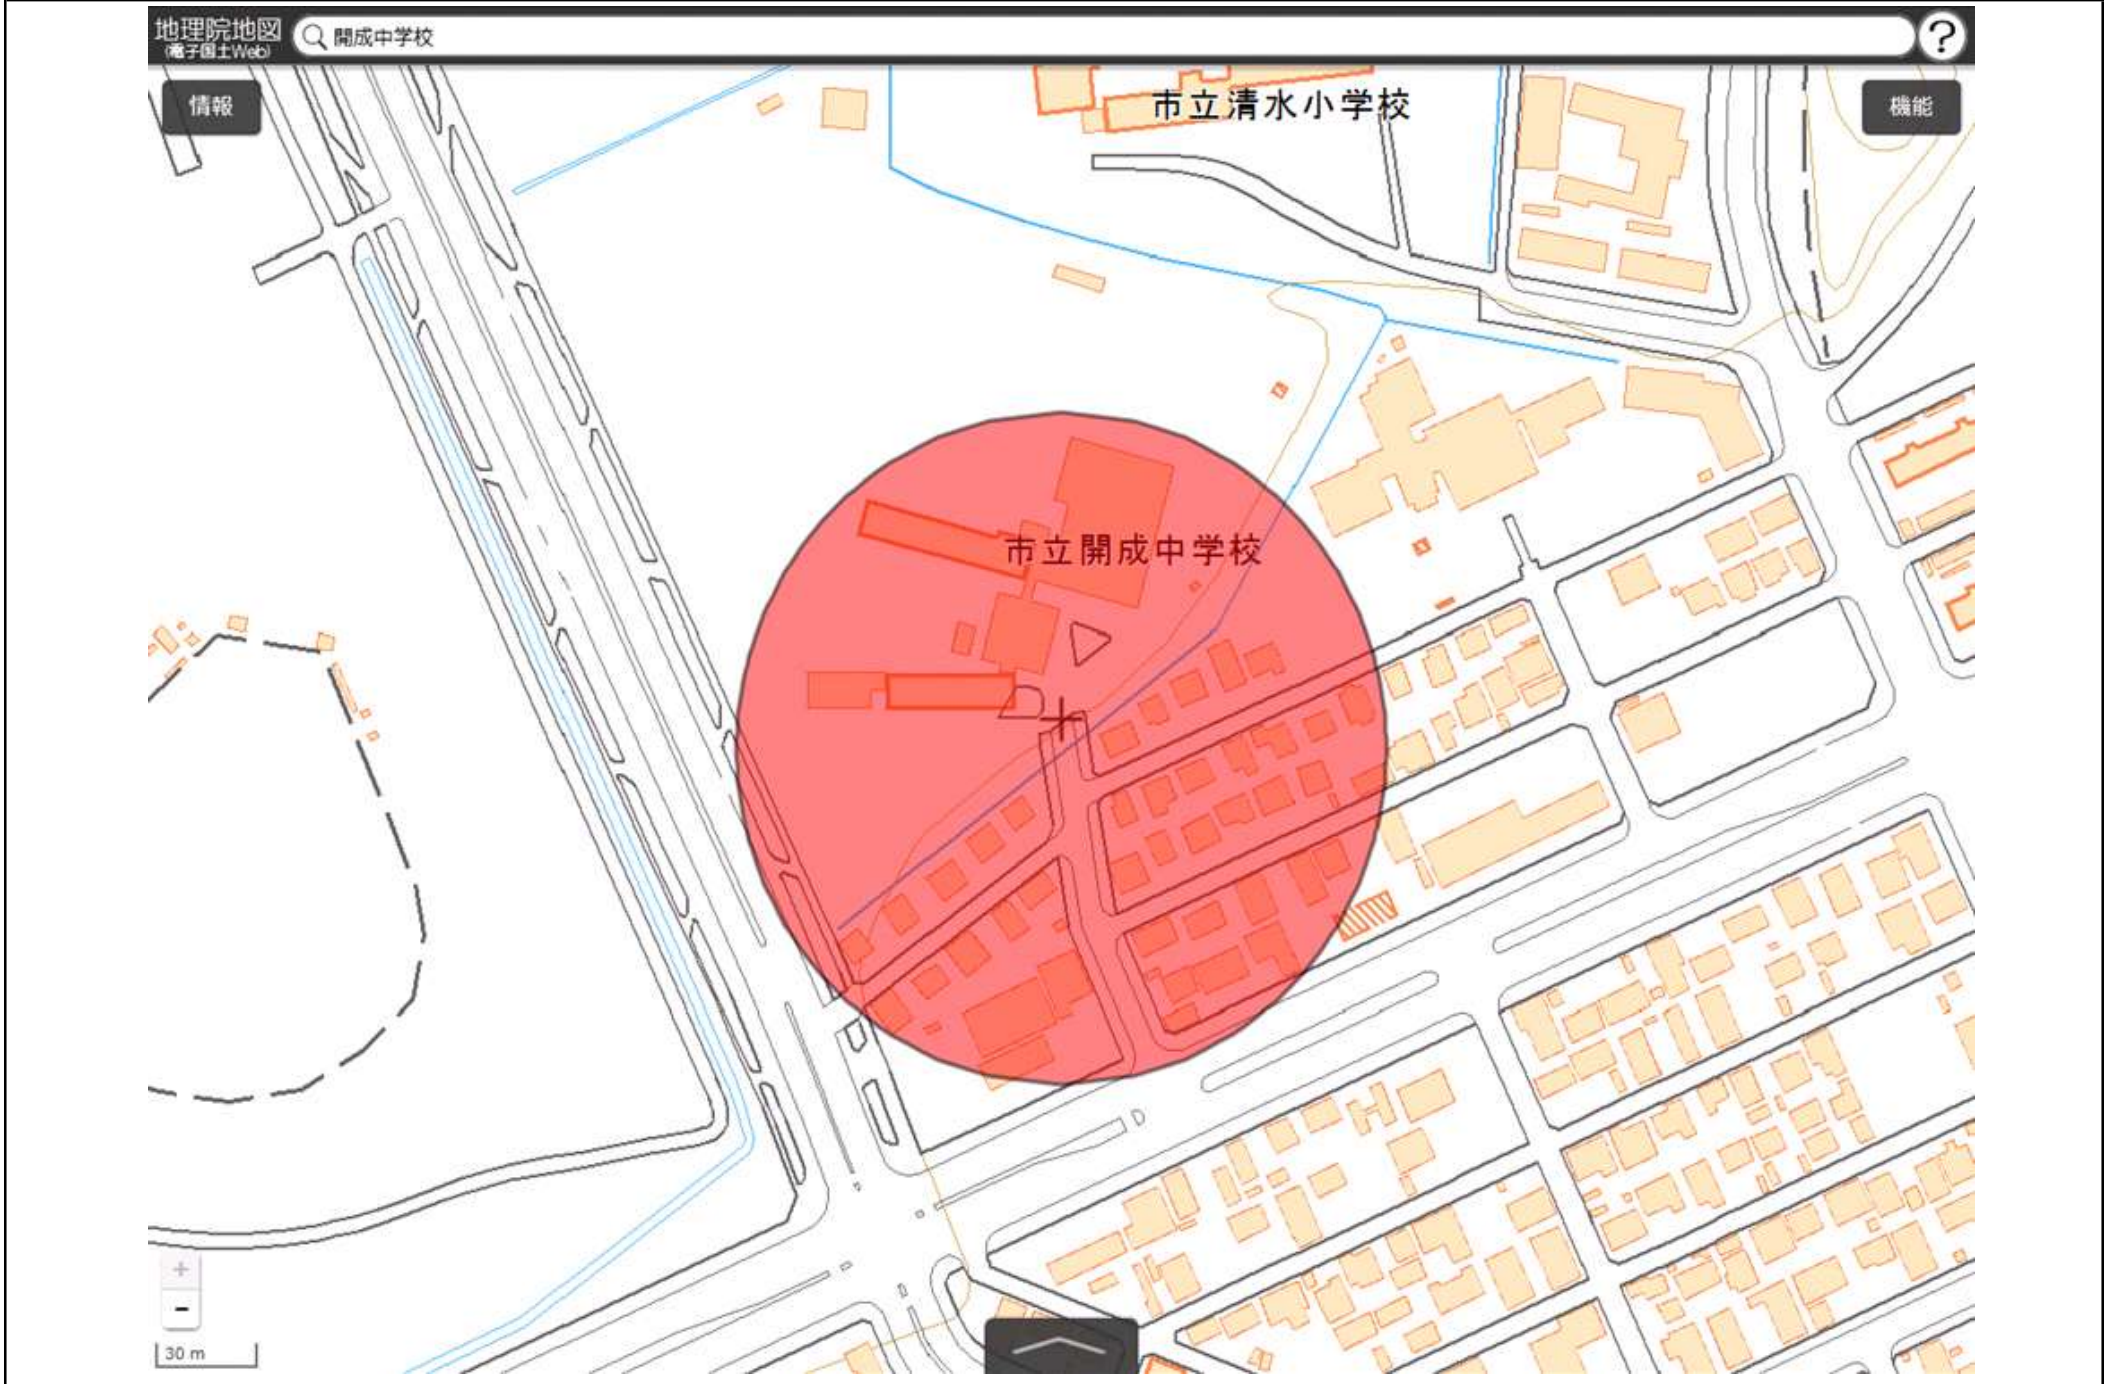 地理院地図
(電子国土Web)
開成中学校
?
情報
機能
市立清水小学校
市立開成中学校
+
-
30 m